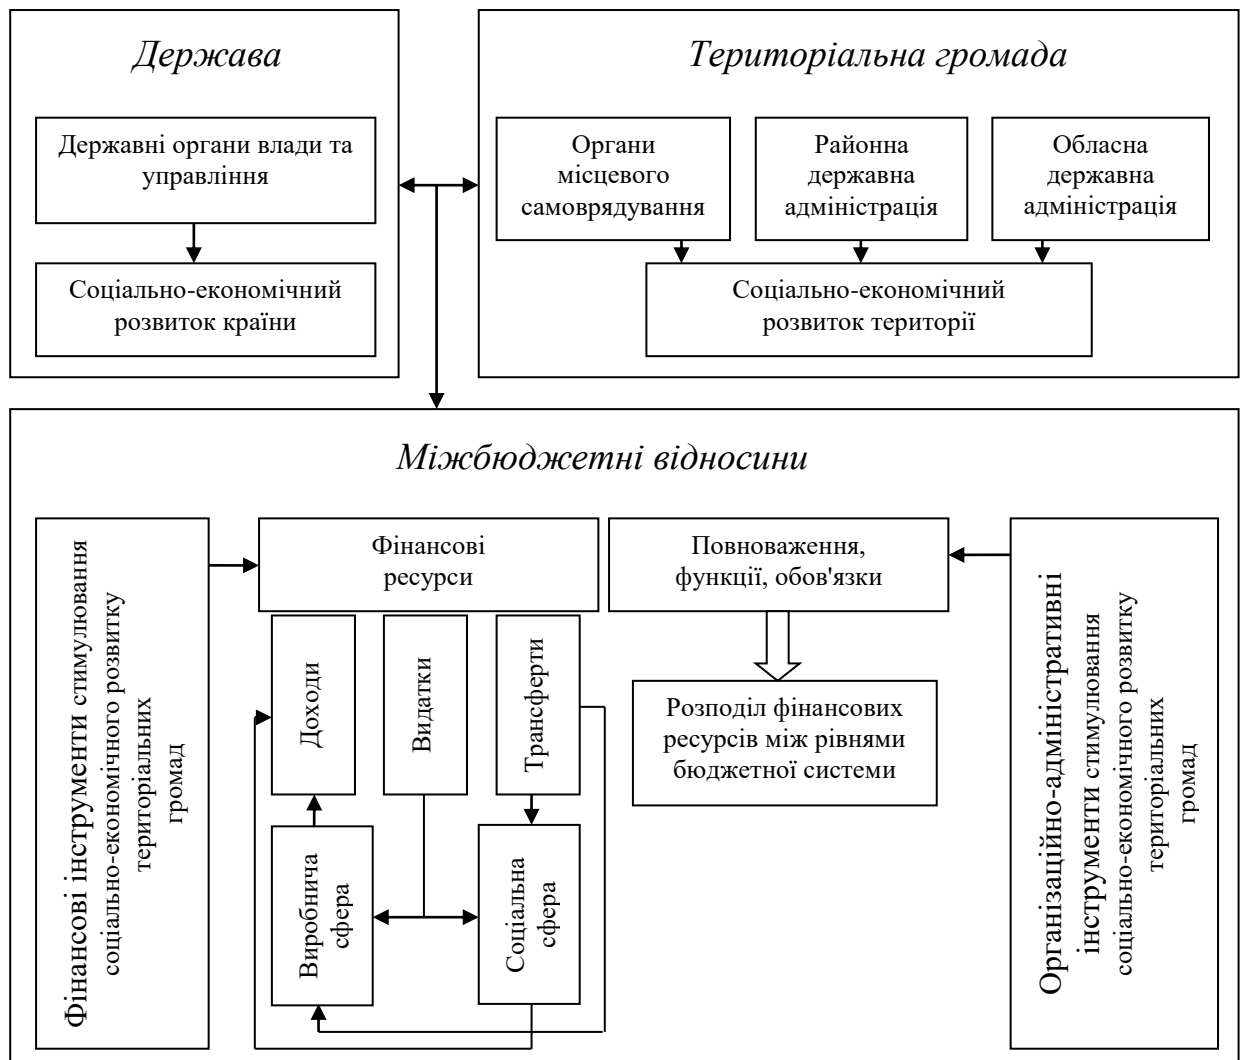 Держава
Державні органи влади та
управління
Соціально-економічний
розвиток країни
Територіальна громада
Органи
місцевого
самоврядування
Районна
державна
адміністрація
Обласна
державна
адміністрація
Соціально-економічний
розвиток території
Міжбюджетні відносини
Фінансові інструменти стимулювання
соціально-економічного розвитку
територіальних
громад
Фінансові
ресурси
Доходи
Видатки
Трансферти
Виробнича
сфера
Соціальна
сфера
Повноваження,
функції, обов'язки
Розподіл фінансових
ресурсів між рівнями
бюджетної системи
Організаційно-адміністративні
інструменти стимулювання
соціально-економічного розвитку
територіальних
громад